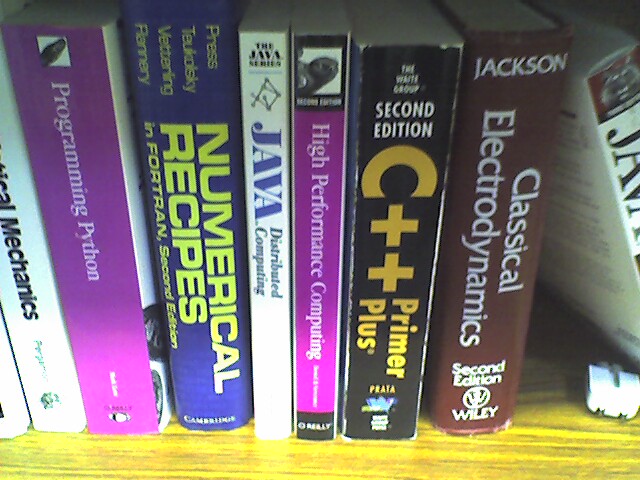 Mechanics
Pergamon
Programming Python
O'REILLY
Press
Teukolsky
Vetterling
Flannery
NUMERICAL
RECIPES
in FORTRAN, Second Edition
CAMBRIDGE
THE
JAVA
SERIES
JAVA
Distributed
Computing
SECOND EDITION
High Performance Computing
O'REILLY
THE
WAITE
GROUP
SECOND
EDITION
C++
Primer
Plus
PRATA
JACKSON
Classical
Electrodynamics
Second
Edition
WILEY